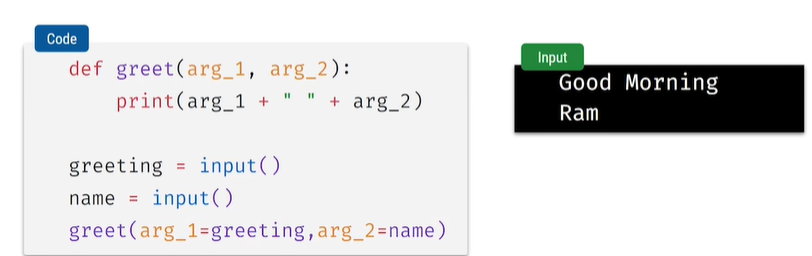 Code
def greet(arg_1, arg_2):
    print(arg_1 + " " + arg_2)

greeting = input()
name = input()
greet(arg_1=greeting,arg_2=name)
Input
Good Morning
Ram